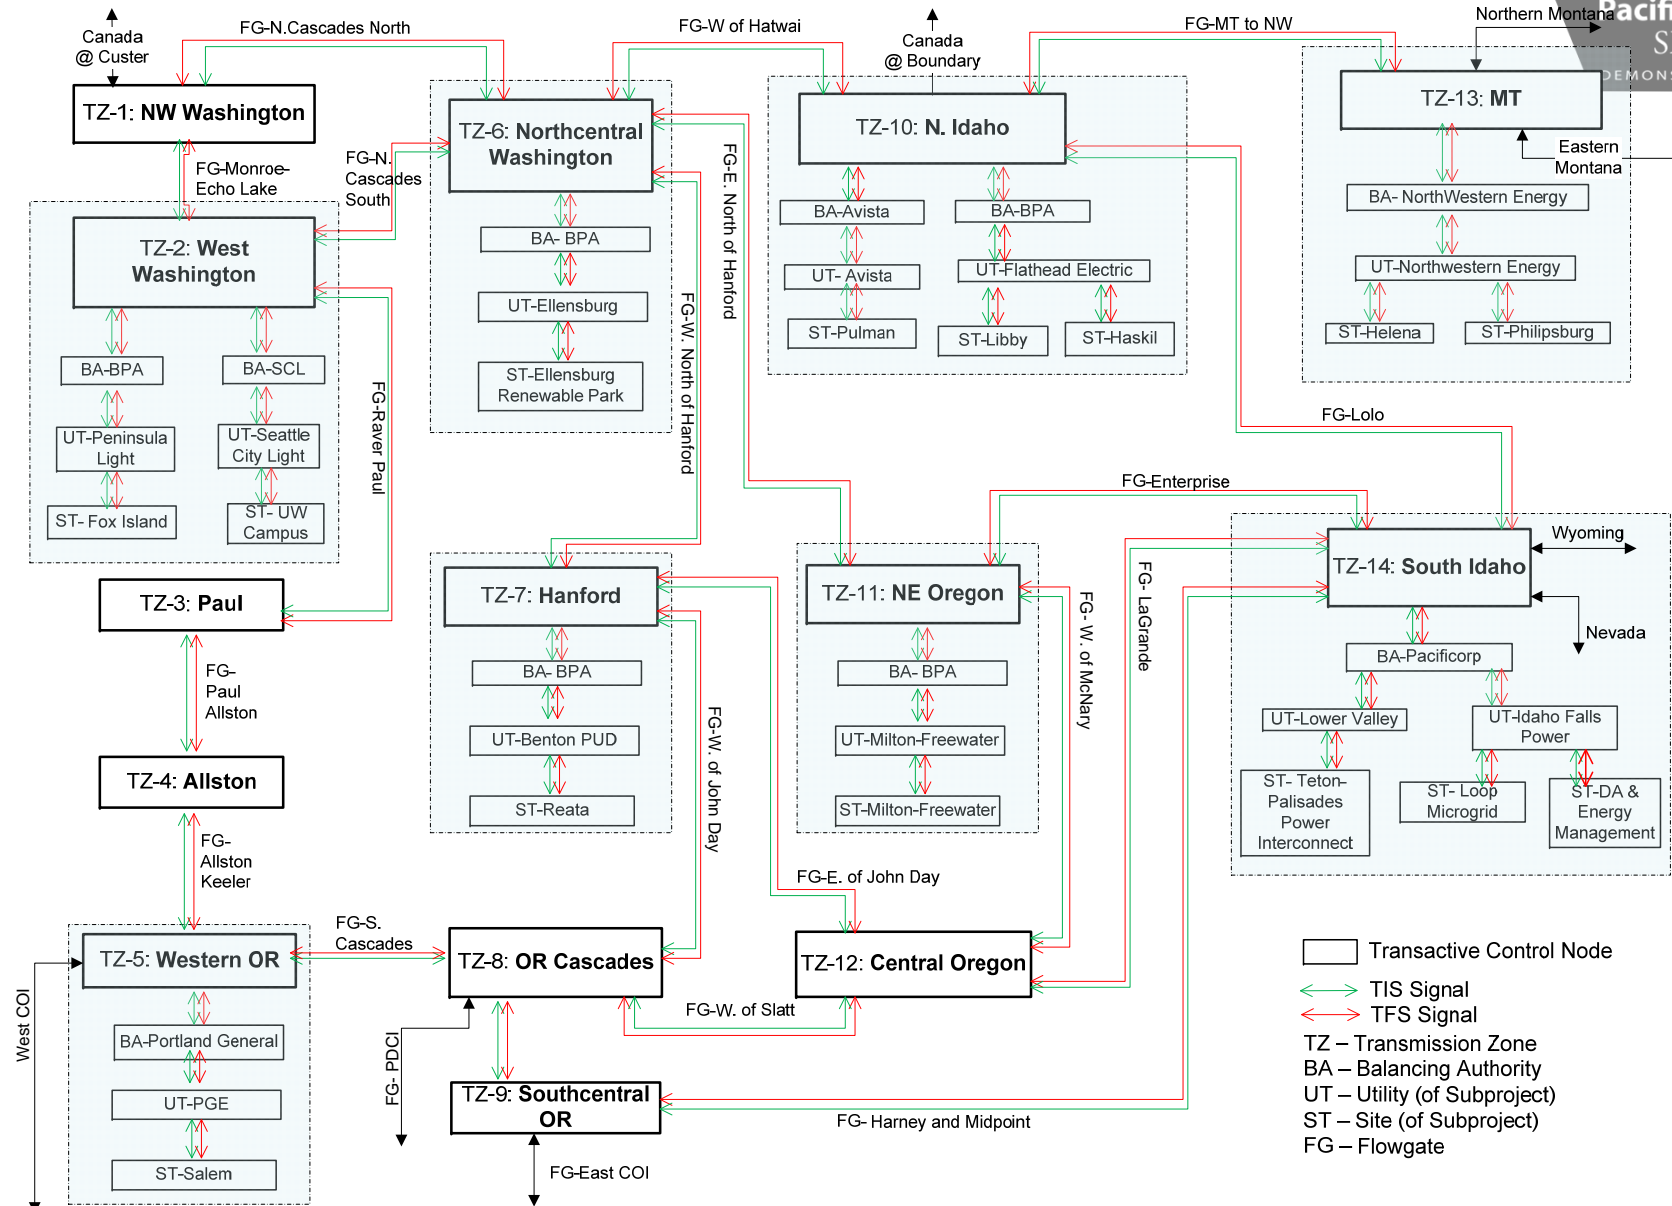 Canada
@ Custer
FG-N.Cascades North
FG-W of Hatwai
Canada
@ Boundary
FG-MT to NW
Northern Montana
Pacif
DEMONS
TZ-1: NW Washington
TZ-6: Northcentral
Washington
TZ-10: N. Idaho
TZ-13: MT
Eastern
Montana
FG-Monroe-
Echo Lake
FG-N.
Cascades
South
FG-E. North of Hanford
BA-Avista
BA-BPA
BA- NorthWestern Energy
TZ-2: West
Washington
BA- BPA
UT- Avista
UT-Flathead Electric
UT-Northwestern Energy
UT-Ellensburg
ST-Pulman
ST-Libby
ST-Haskil
ST-Helena
ST-Philipsburg
BA-BPA
BA-SCL
ST-Ellensburg
Renewable Park
FG-Raver Paul
FG-W. North of Hanford
FG-Lolo
UT-Peninsula
Light
UT-Seattle
City Light
FG-Enterprise
ST- Fox Island
ST- UW
Campus
Wyoming
TZ-3: Paul
TZ-7: Hanford
TZ-11: NE Oregon
TZ-14: South Idaho
FG- W. of McNary
FG- LaGrande
Nevada
FG-
Paul
Allston
BA- BPA
BA- BPA
BA-Pacificorp
FG-W. of John Day
UT-Benton PUD
UT-Milton-Freewater
UT-Lower Valley
UT-Idaho Falls
Power
TZ-4: Allston
ST-Reata
ST-Milton-Freewater
ST- Teton-
Palisades
Power
Interconnect
ST- Loop
Microgrid
ST-DA &
Energy
Management
FG-
Allston
Keeler
FG-E. of John Day
FG-S.
Cascades
TZ-5: Western OR
TZ-8: OR Cascades
TZ-12: Central Oregon
Transactive Control Node
TIS Signal
TFS Signal
West COI
FG-W. of Slatt
BA-Portland General
FG- PDCI
TZ – Transmission Zone
BA – Balancing Authority
UT – Utility (of Subproject)
ST – Site (of Subproject)
FG – Flowgate
UT-PGE
TZ-9: Southcentral
OR
FG- Harney and Midpoint
ST-Salem
FG-East COI